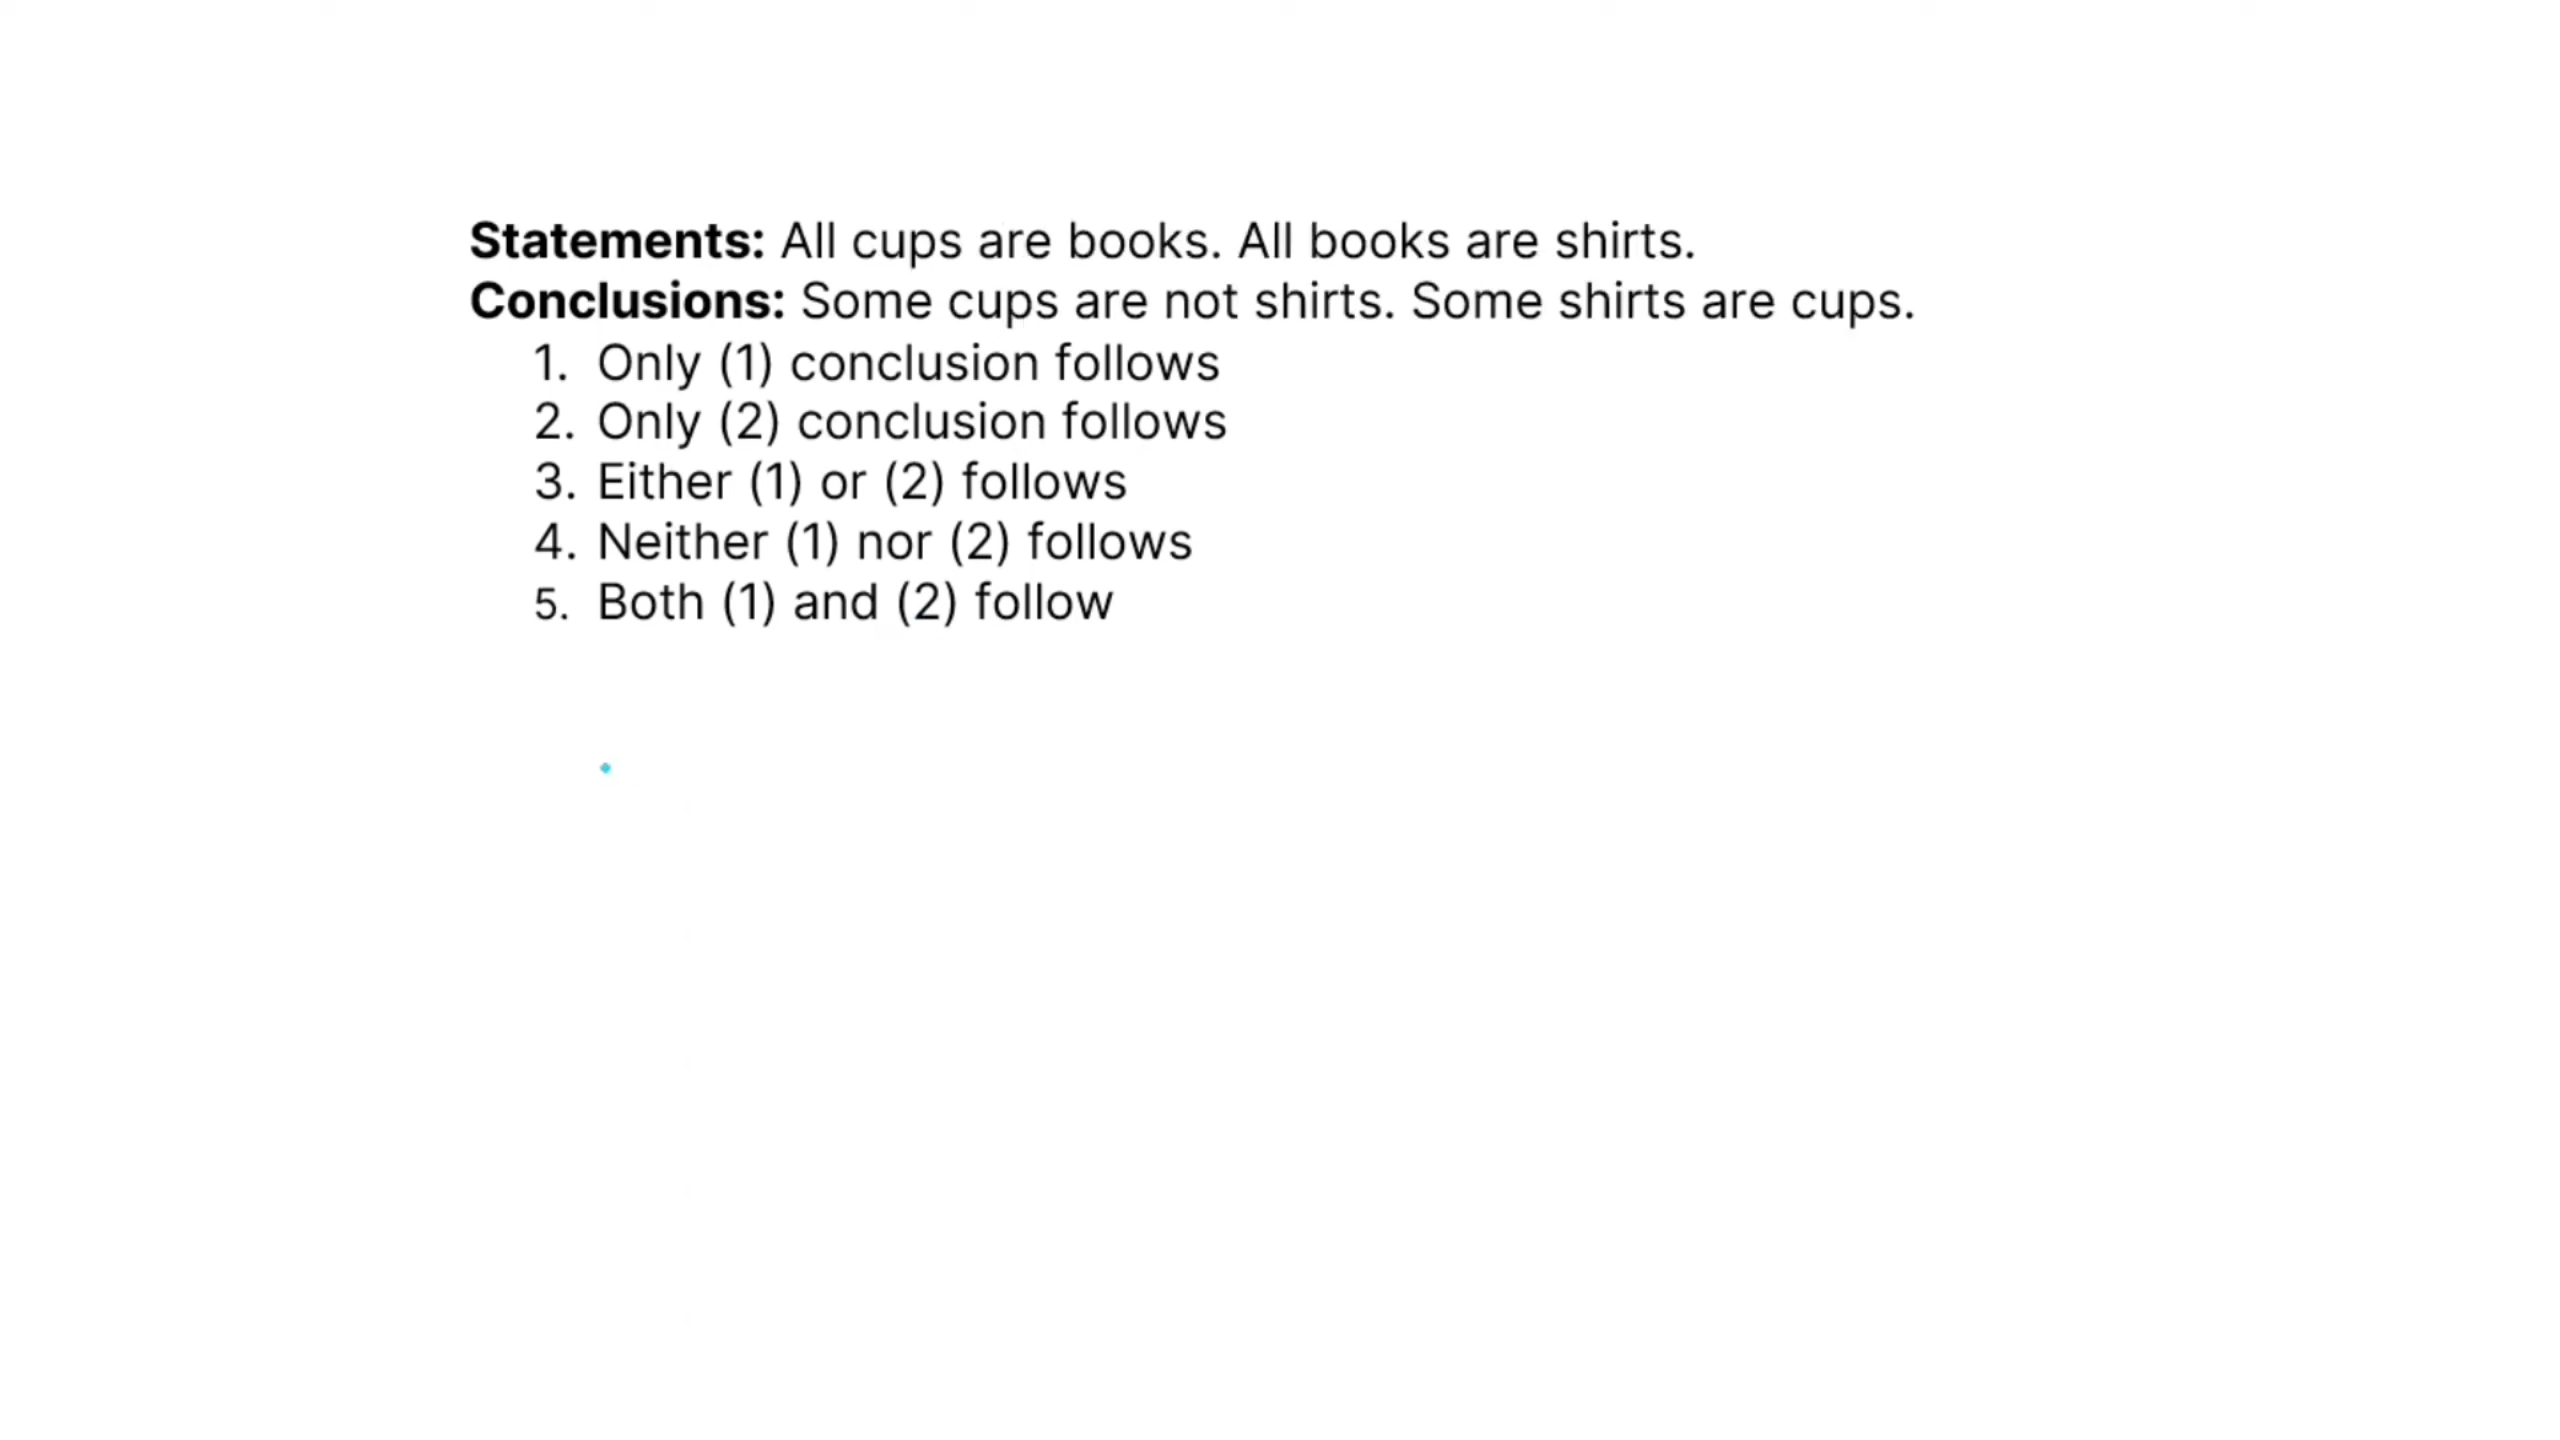 Statements: All cups are books. All books are shirts.
Conclusions: Some cups are not shirts. Some shirts are cups.
1. Only (1) conclusion follows
2. Only (2) conclusion follows
3. Either (1) or (2) follows
4. Neither (1) nor (2) follows
5. Both (1) and (2) follow